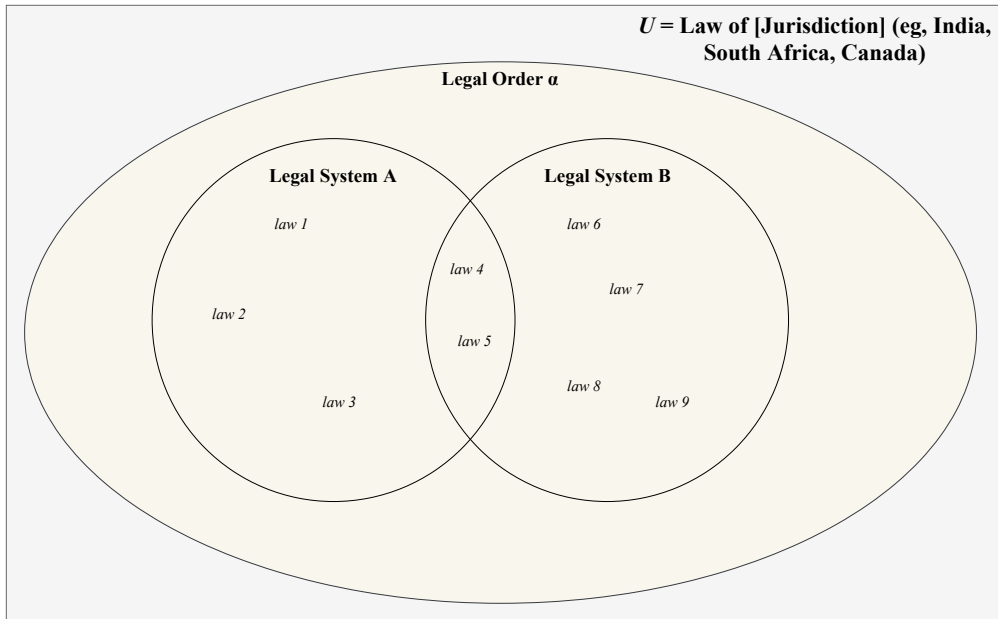 U = Law of [Jurisdiction] (eg, India,
South Africa, Canada)
Legal Order α
Legal System A
Legal System B
law 1
law 6
law 4
law 7
law 2
law 5
law 8
law 3
law 9